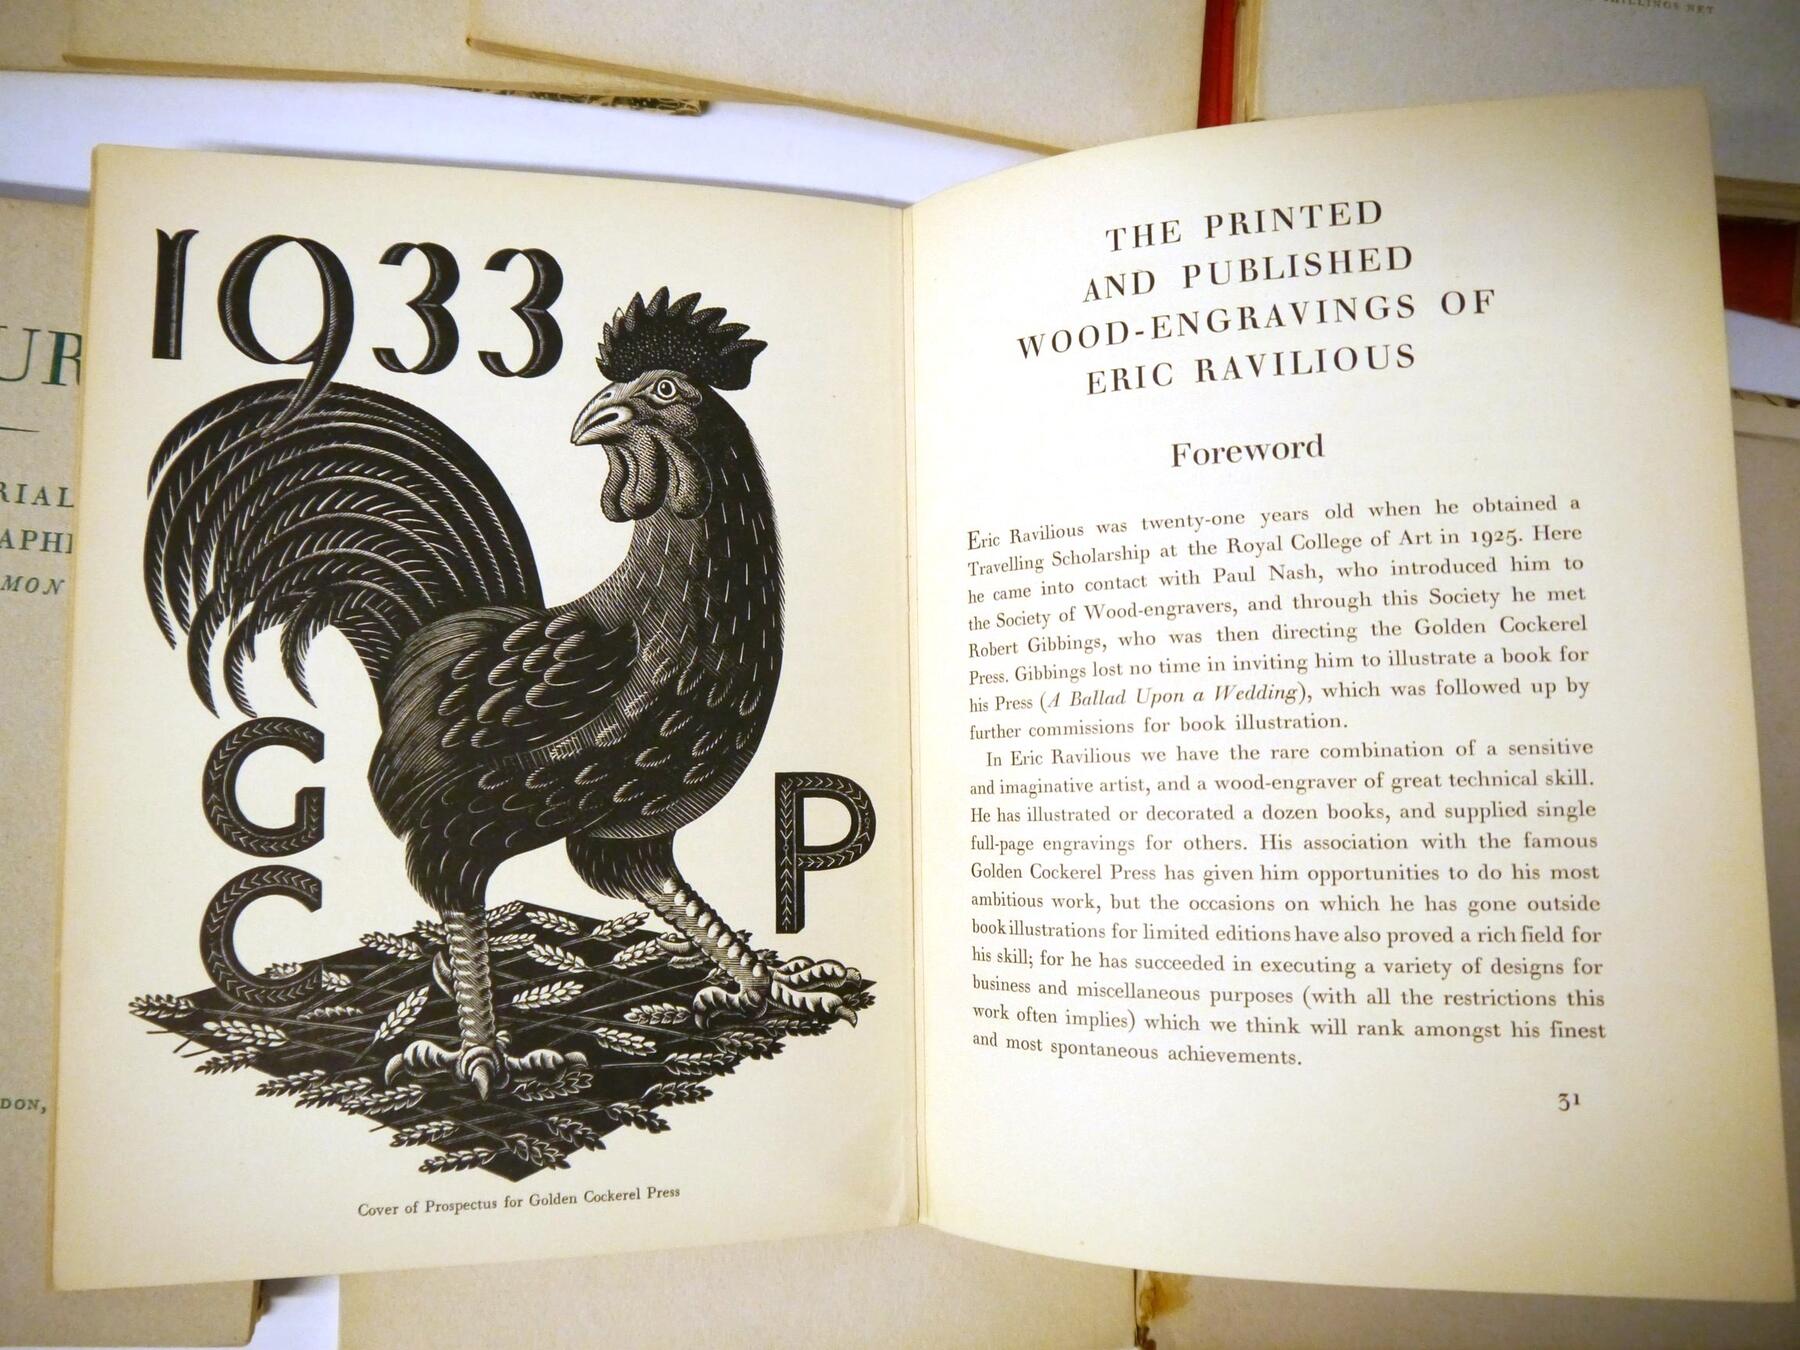 SHILLINGS NET
UR
RIAL
APHI
MON
DON,
1933
G
C
P
Cover of Prospectus for Golden Cockerel Press
THE PRINTED
AND PUBLISHED
WOOD-ENGRAVINGS OF
ERIC RAVILIOUS
Foreword
Eric Ravilious was twenty-one years old when he obtained a
Travelling Scholarship at the Royal College of Art in 1925. Here
he came into contact with Paul Nash, who introduced him to
the Society of Wood-engravers, and through this Society he met
Robert Gibbings, who was then directing the Golden Cockerel
Press. Gibbings lost no time in inviting him to illustrate a book for
his Press (A Ballad Upon a Wedding), which was followed up by
further commissions for book illustration.
In Eric Ravilious we have the rare combination of a sensitive
and imaginative artist, and a wood-engraver of great technical skill.
He has illustrated or decorated a dozen books, and supplied single
full-page engravings for others. His association with the famous
Golden Cockerel Press has given him opportunities to do his most
ambitious work, but the occasions on which he has gone outside
book illustrations for limited editions have also proved a rich field for
his skill; for he has succeeded in executing a variety of designs for
business and miscellaneous purposes (with all the restrictions this
work often implies) which we think will rank amongst his finest
and most spontaneous achievements.
31